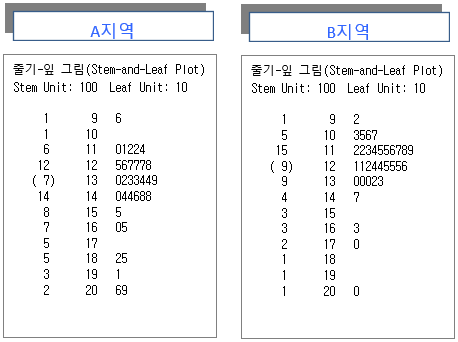 A지역
줄기-잎 그림(Stem-and-Leaf Plot)
Stem Unit: 100 Leaf Unit: 10
1 9 6
1 10
6 11 01224
12 12 567778
( 7) 13 0233449
14 14 044688
8 15 5
7 16 05
5 17
5 18 25
3 19 1
2 20 69
B지역
줄기-잎 그림(Stem-and-Leaf Plot)
Stem Unit: 100 Leaf Unit: 10
1 9 2
5 10 3567
15 11 2234556789
( 9) 12 112445556
9 13 00023
4 14 7
3 15
3 16 3
2 17 0
1 18
1 19
1 20 0